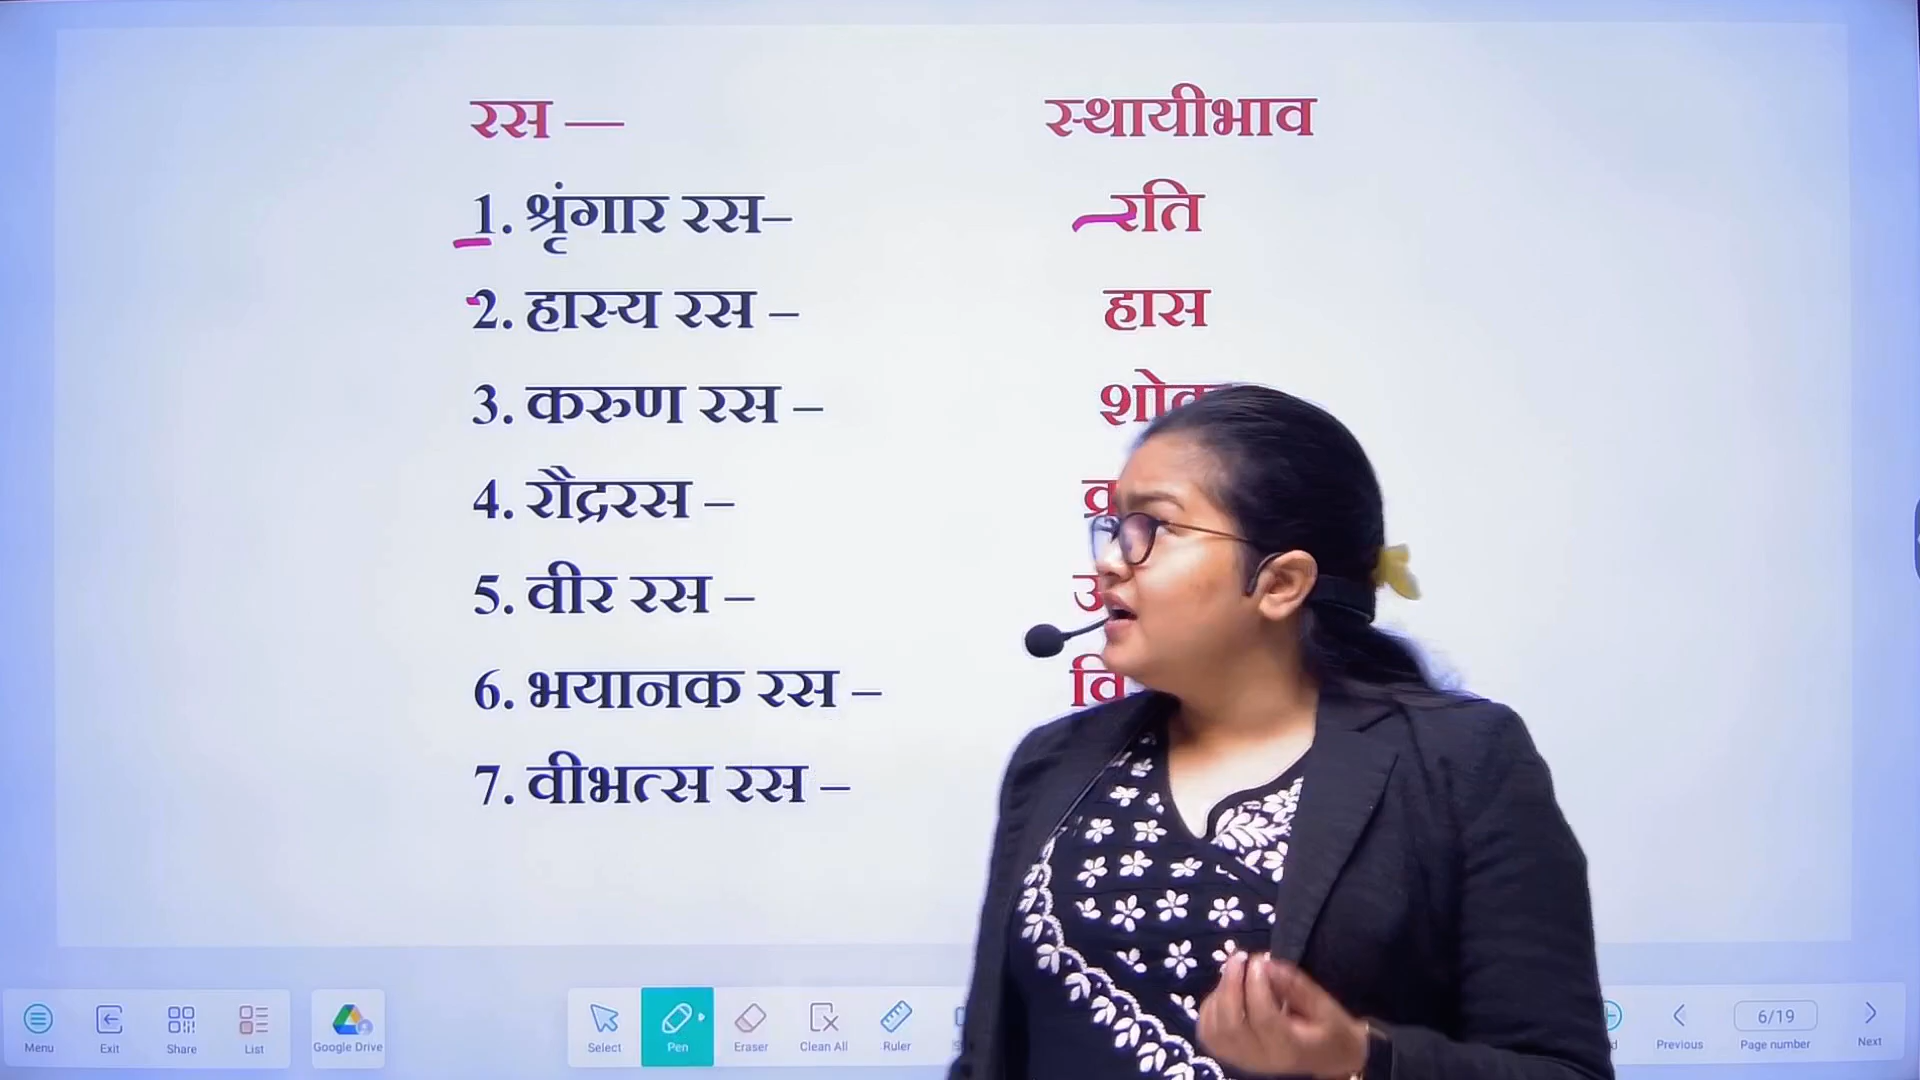 रस — स्थायीभाव
1. श्रृंगार रस– रति
2. हास्य रस – हास
3. करुण रस –
4. रौद्ररस –
5. वीर रस –
6. भयानक रस –
7. वीभत्स रस –
Menu Exit Share List Google Drive Select Pen Eraser Clean All Ruler Previous 6/19 Page number Next